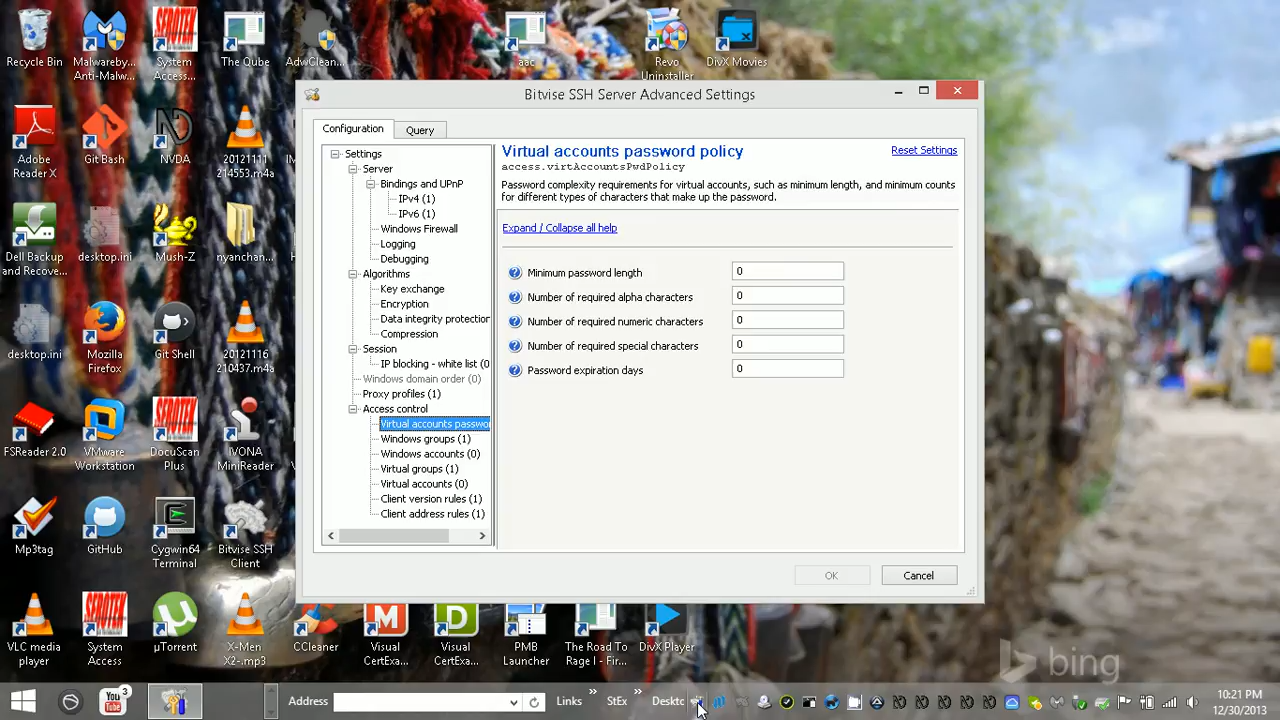 Recycle Bin
Malwareby...
Anti-Malw...
System
Access...
The Qube
AdwClean...
aac
Revo
Uninstaller
DivX Movies
Adobe
Reader X
Git Bash
NVDA
20121111
214553.m4a
Dell Backup
and Recove...
desktop.ini
Mush-Z
nyanchan...
desktop.ini
Mozilla
Firefox
Git Shell
20121116
210437.m4a
FSReader 2.0
VMware
Workstation
DocuScan
Plus
IVONA
MiniReader
Mp3tag
GitHub
Cygwin64
Terminal
Bitvise SSH
Client
VLC media
player
System
Access
µTorrent
X-Men
X2-.mp3
CCleaner
Visual
CertExa...
Visual
CertExa...
PMB
Launcher
The Road To
Rage I - Fir...
DivX Player
SEROTEK
SEROTEK
SEROTEK
Bitvise SSH Server Advanced Settings
Configuration
Query
Settings
Server
Bindings and UPnP
IPv4 (1)
IPv6 (1)
Windows Firewall
Logging
Debugging
Algorithms
Key exchange
Encryption
Data integrity protection
Compression
Session
IP blocking - white list (0
Windows domain order (0)
Proxy profiles (1)
Access control
Virtual accounts passwo
Windows groups (1)
Windows accounts (0)
Virtual groups (1)
Virtual accounts (0)
Client version rules (1)
Client address rules (1)
Virtual accounts password policy
Reset Settings
access.virtAccountsPwdPolicy
Password complexity requirements for virtual accounts, such as minimum length, and minimum counts
for different types of characters that make up the password.
Expand / Collapse all help
Minimum password length 0
Number of required alpha characters 0
Number of required numeric characters 0
Number of required special characters 0
Password expiration days 0
OK
Cancel
bing
You Tube 3
Address
Links
StEx
Deskto
10:21 PM
12/30/2013